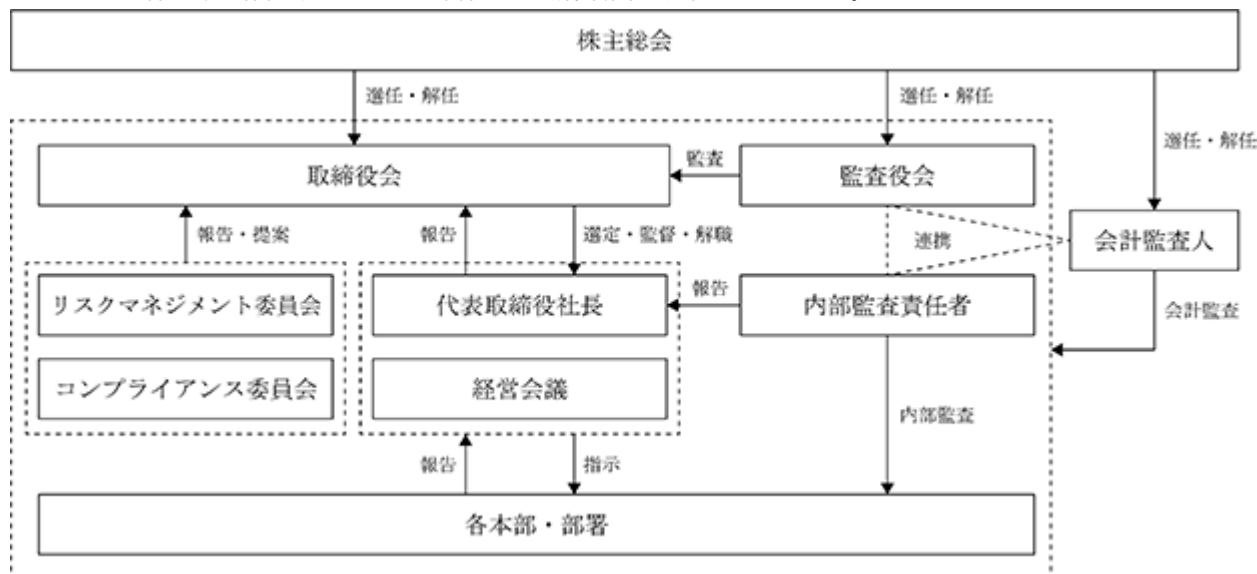 株主総会
選任・解任
選任・解任
選任・解任
取締役会
監査
監査役会
報告・提案
報告
選定・監督・解職
連携
会計監査人
リスクマネジメント委員会
代表取締役社長
報告
内部監査責任者
会計監査
コンプライアンス委員会
経営会議
内部監査
報告
指示
各本部・部署